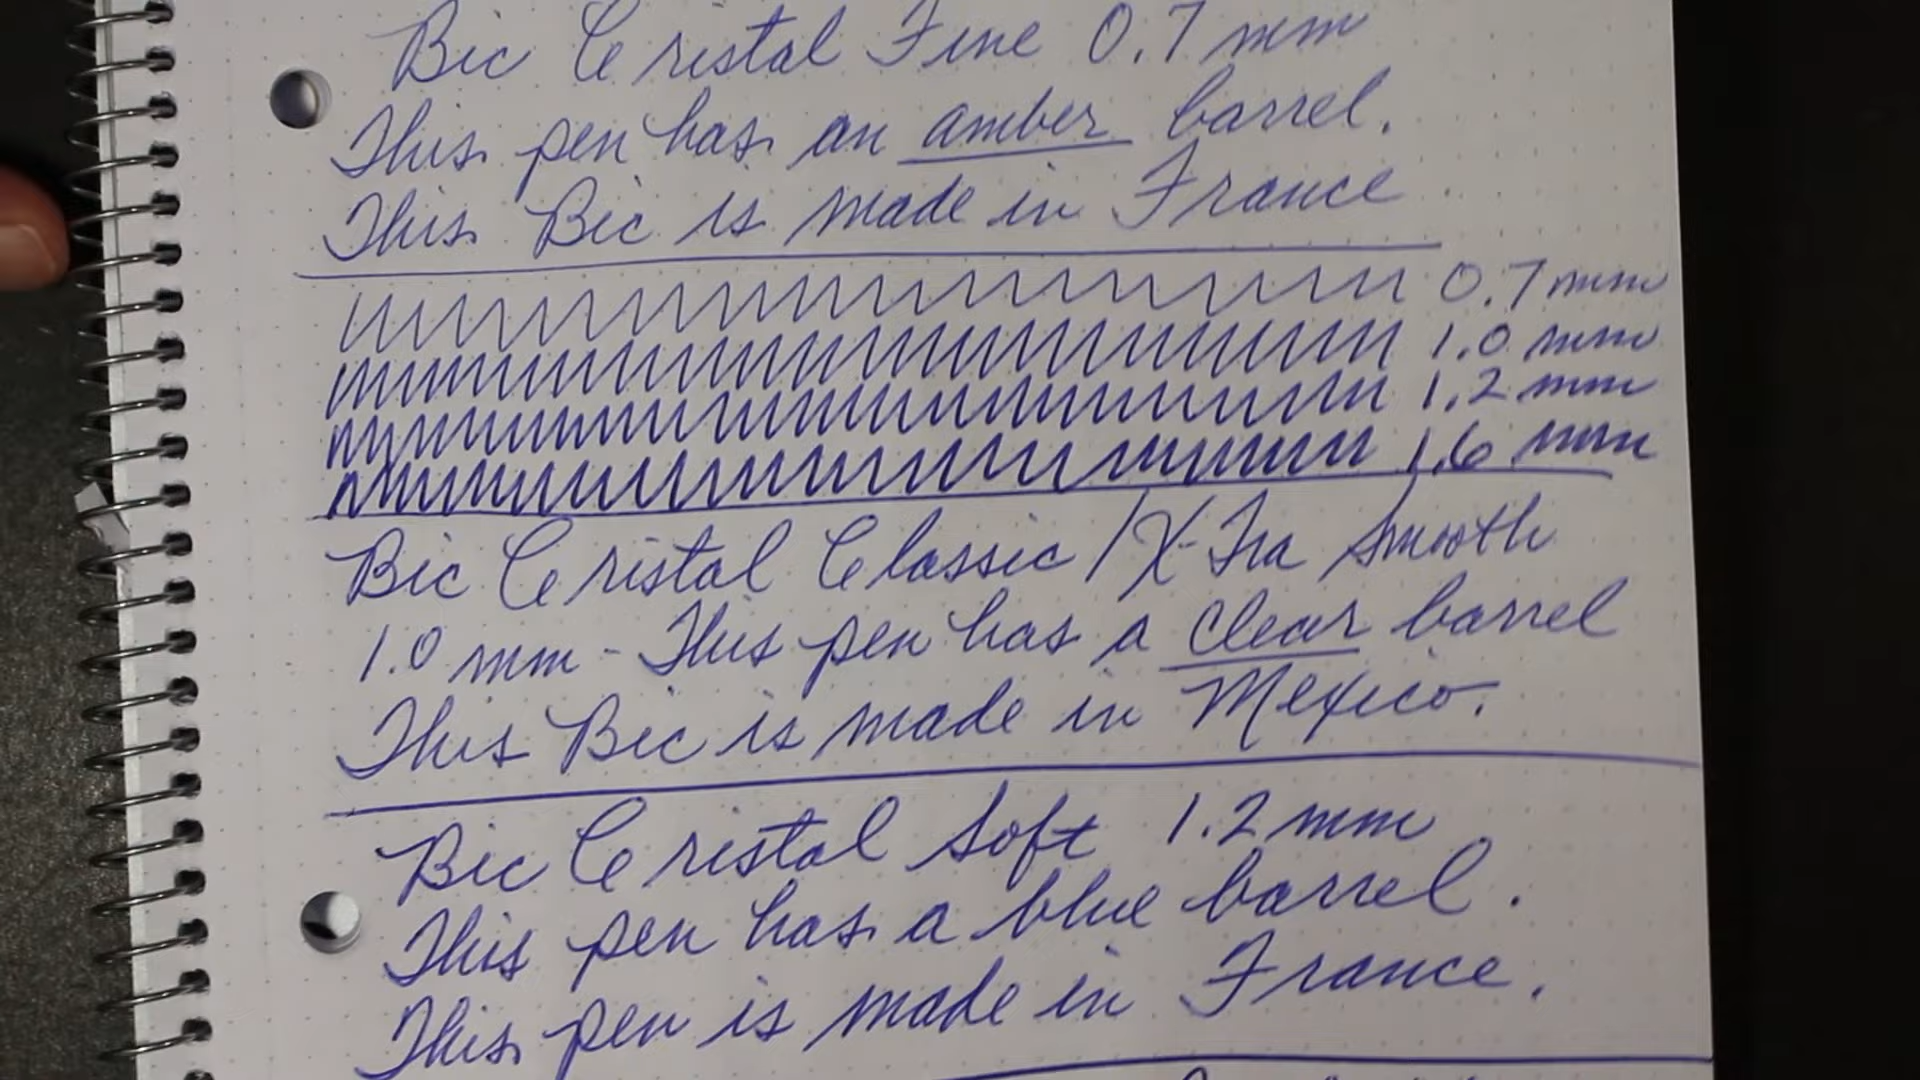 Bic Cristal Fine 0.7 mm
This pen has an amber barrel.
This Bic is made in France
0.7 mm
1.0 mm
1.2 mm
1.6 mm
Bic Cristal Classic / X-Tra Smooth
1.0 mm - This pen has a clear barrel
This Bic is made in Mexico.
Bic Cristal Soft 1.2 mm
This pen has a blue barrel.
This pen is made in France.